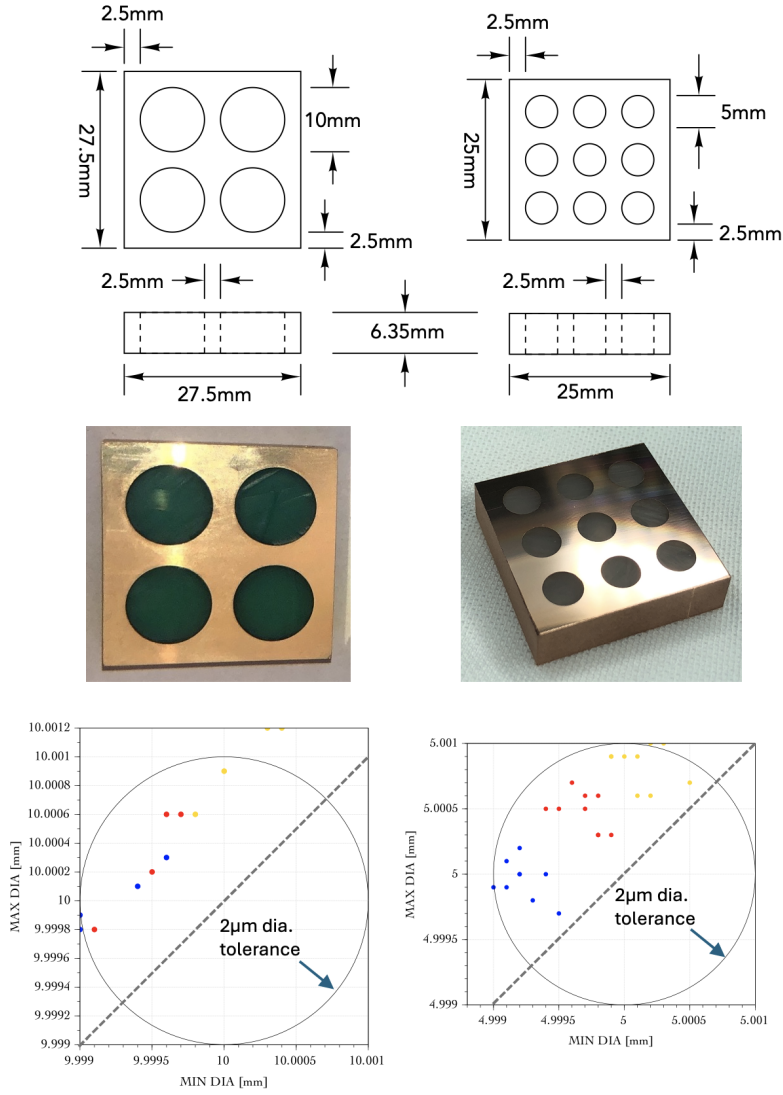 2.5mm
27.5mm
10mm
2.5mm
2.5mm
27.5mm
2.5mm
25mm
5mm
2.5mm
2.5mm
6.35mm
25mm
10.0012
10.001
10.0008
10.0006
10.0004
10.0002
10
9.9998
9.9996
9.9994
9.9992
9.999
MAX DIA [mm]
2μm dia.
tolerance
9.999
9.9995
10
10.0005
10.001
MIN DIA [mm]
5.001
5.0005
5
4.9995
4.999
MAX DIA [mm]
2μm dia.
tolerance
4.999
4.9995
5
5.0005
5.001
MIN DIA [mm]